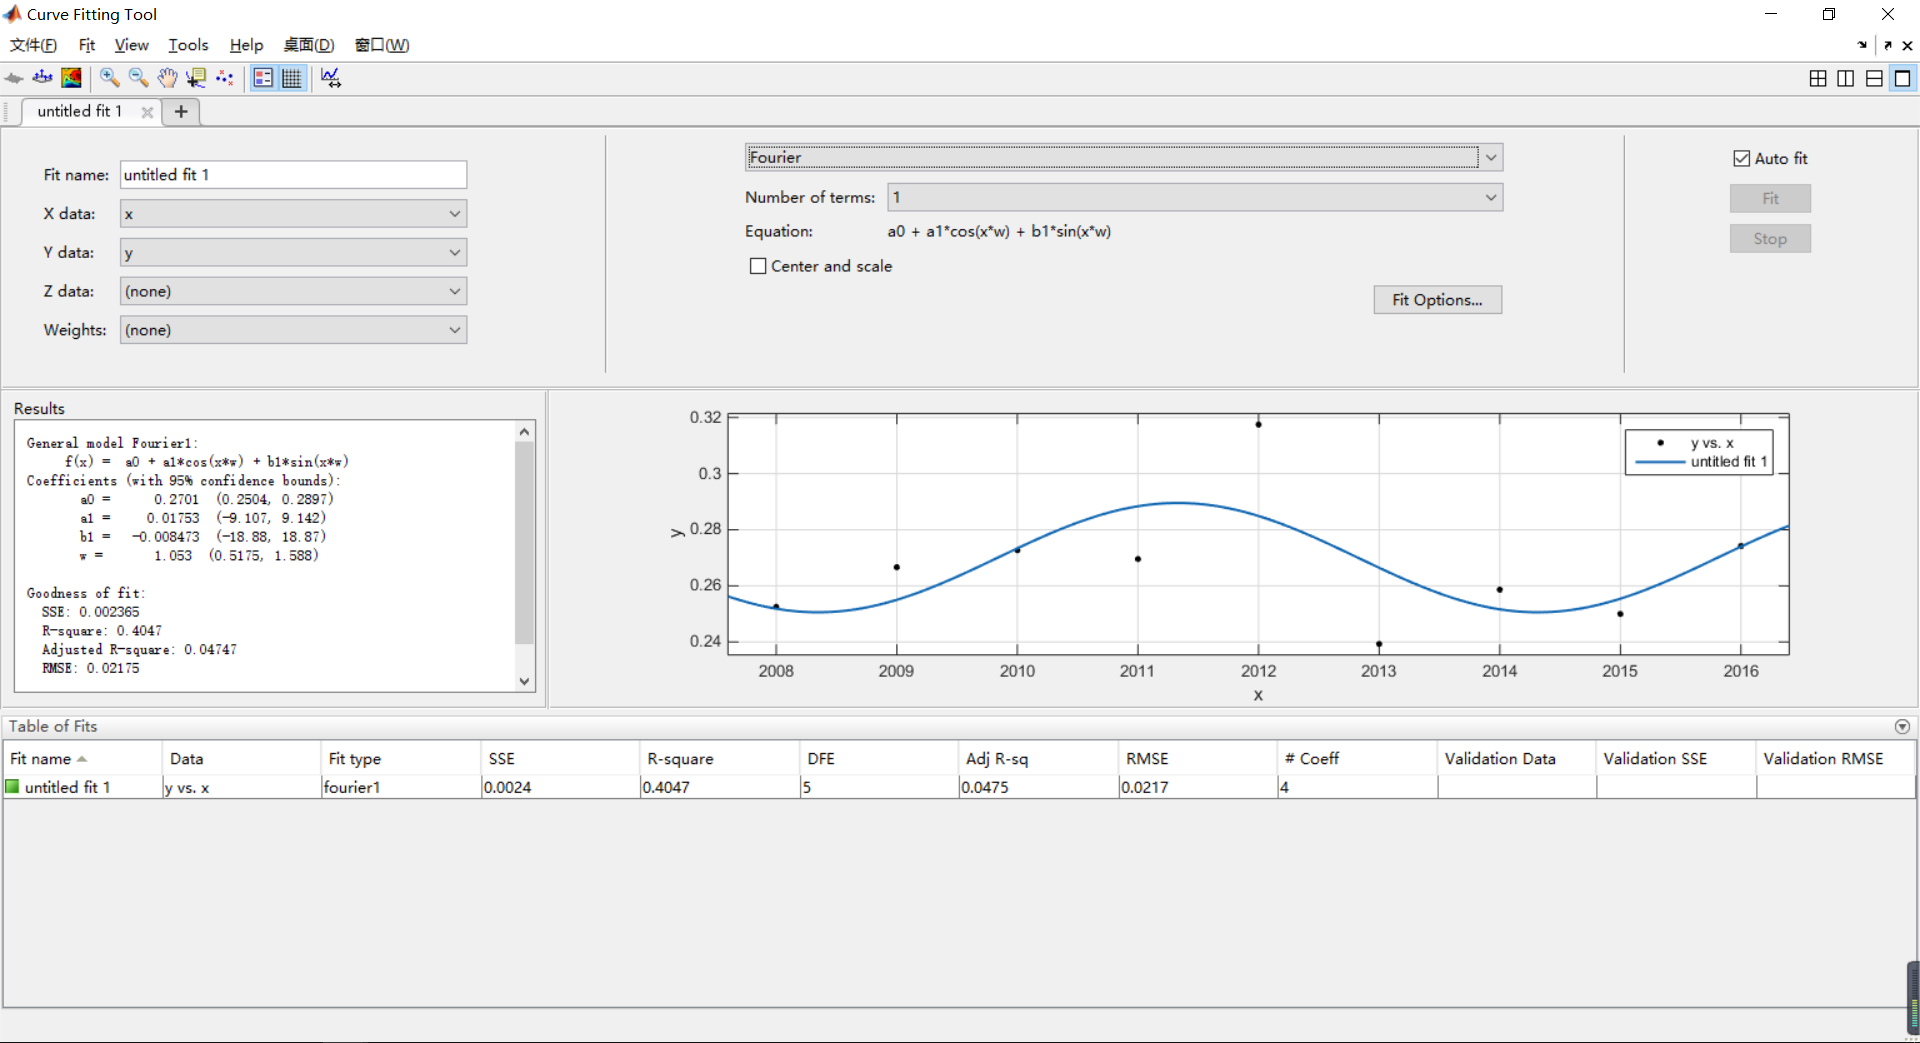 Curve Fitting Tool
文件(F) Fit View Tools Help 桌面(D) 窗口(W)
untitled fit 1
Fit name: untitled fit 1
X data: x
Y data: y
Z data: (none)
Weights: (none)
Fourier
Number of terms: 1
Equation: a0 + a1*cos(x*w) + b1*sin(x*w)
Center and scale
Fit Options...
Auto fit
Fit
Stop
Results
General model Fourier1:
f(x) = a0 + a1*cos(x*w) + b1*sin(x*w)
Coefficients (with 95% confidence bounds):
a0 = 0.2701 (0.2504, 0.2897)
a1 = 0.01753 (-9.107, 9.142)
b1 = -0.008473 (-18.88, 18.87)
w = 1.053 (0.5175, 1.588)
Goodness of fit:
SSE: 0.002365
R-square: 0.4047
Adjusted R-square: 0.04747
RMSE: 0.02175
0.32
0.3
0.28
0.26
0.24
y
2008 2009 2010 2011 2012 2013 2014 2015 2016
x
y vs. x
untitled fit 1
Table of Fits
Fit name Data Fit type SSE R-square DFE Adj R-sq RMSE # Coeff Validation Data Validation SSE Validation RMSE
untitled fit 1 y vs. x fourier1 0.0024 0.4047 5 0.0475 0.0217 4